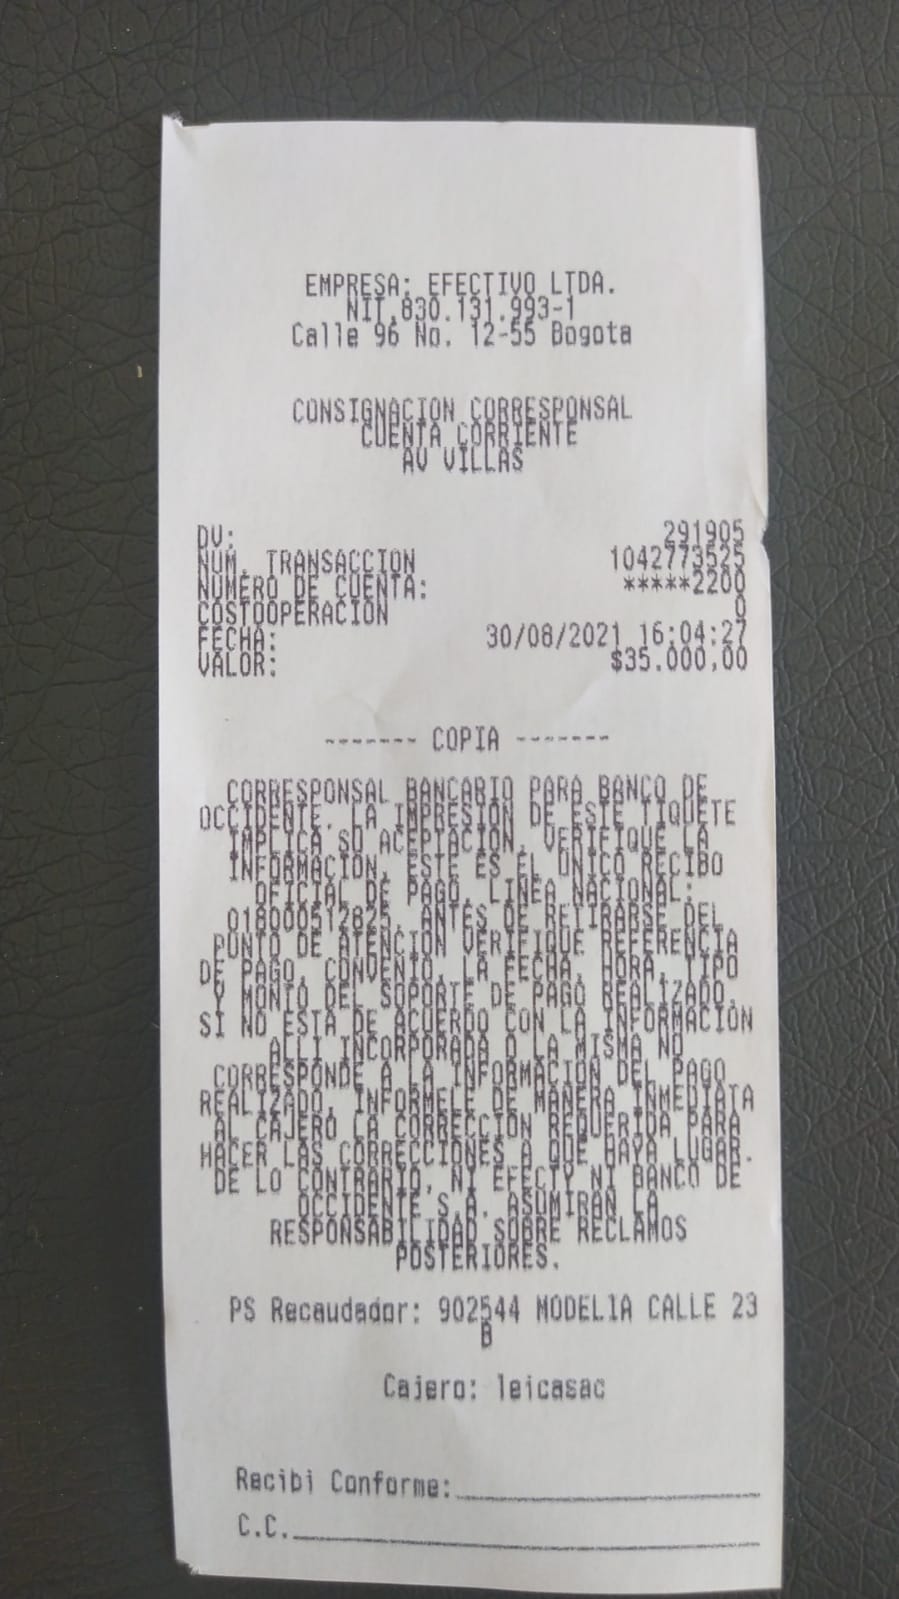 EMPRESA: EFECTIVO LTDA.
NIT.830.131.993-1
Calle 96 No. 12-55 Bogota
CONSIGNACION CORRESPONSAL
CUENTA CORRIENTE
AV VILLAS
DV: 291905
NUM. TRANSACCION 1042773525
NUMERO DE CUENTA: *****2200
COSTOOPERACION 0
FECHA: 30/08/2021 16:04:27
VALOR: $35.000,00
------- COPIA -------
CORRESPONSAL BANCARIO PARA BANCO DE
OCCIDENTE. LA IMPRESION DE ESTE TIQUETE
IMPLICA SU ACEPTACION, VERIFIQUE LA
INFORMACION. ESTE ES EL UNICO RECIBO
OFICIAL DE PAGO. LINEA NACIONAL:
018000512825. ANTES DE RETIRARSE DEL
PUNTO DE ATENCION VERIFIQUE REFERENCIA
DE PAGO, CONVENIO, LA FECHA, HORA, TIPO
Y MONTO DEL SOPORTE DE PAGO REALIZADO.
SI NO ESTA DE ACUERDO CON LA INFORMACION
ALLI INCORPORADA O LA MISMA NO
CORRESPONDE A LA INFORMACION DEL PAGO
REALIZADO, INFORMELE DE MANERA INMEDIATA
AL CAJERO LA CORRECCION REQUERIDA PARA
HACER LAS CORRECCIONES A QUE HAYA LUGAR.
DE LO CONTRARIO, NI EFECTY NI BANCO DE
OCCIDENTE S.A. ASUMIRAN LA
RESPONSABILIDAD SOBRE RECLAMOS
POSTERIORES.
PS Recaudador: 902544 MODELIA CALLE 23
B
Cajero: leicasac
Recibi Conforme:
C.C.